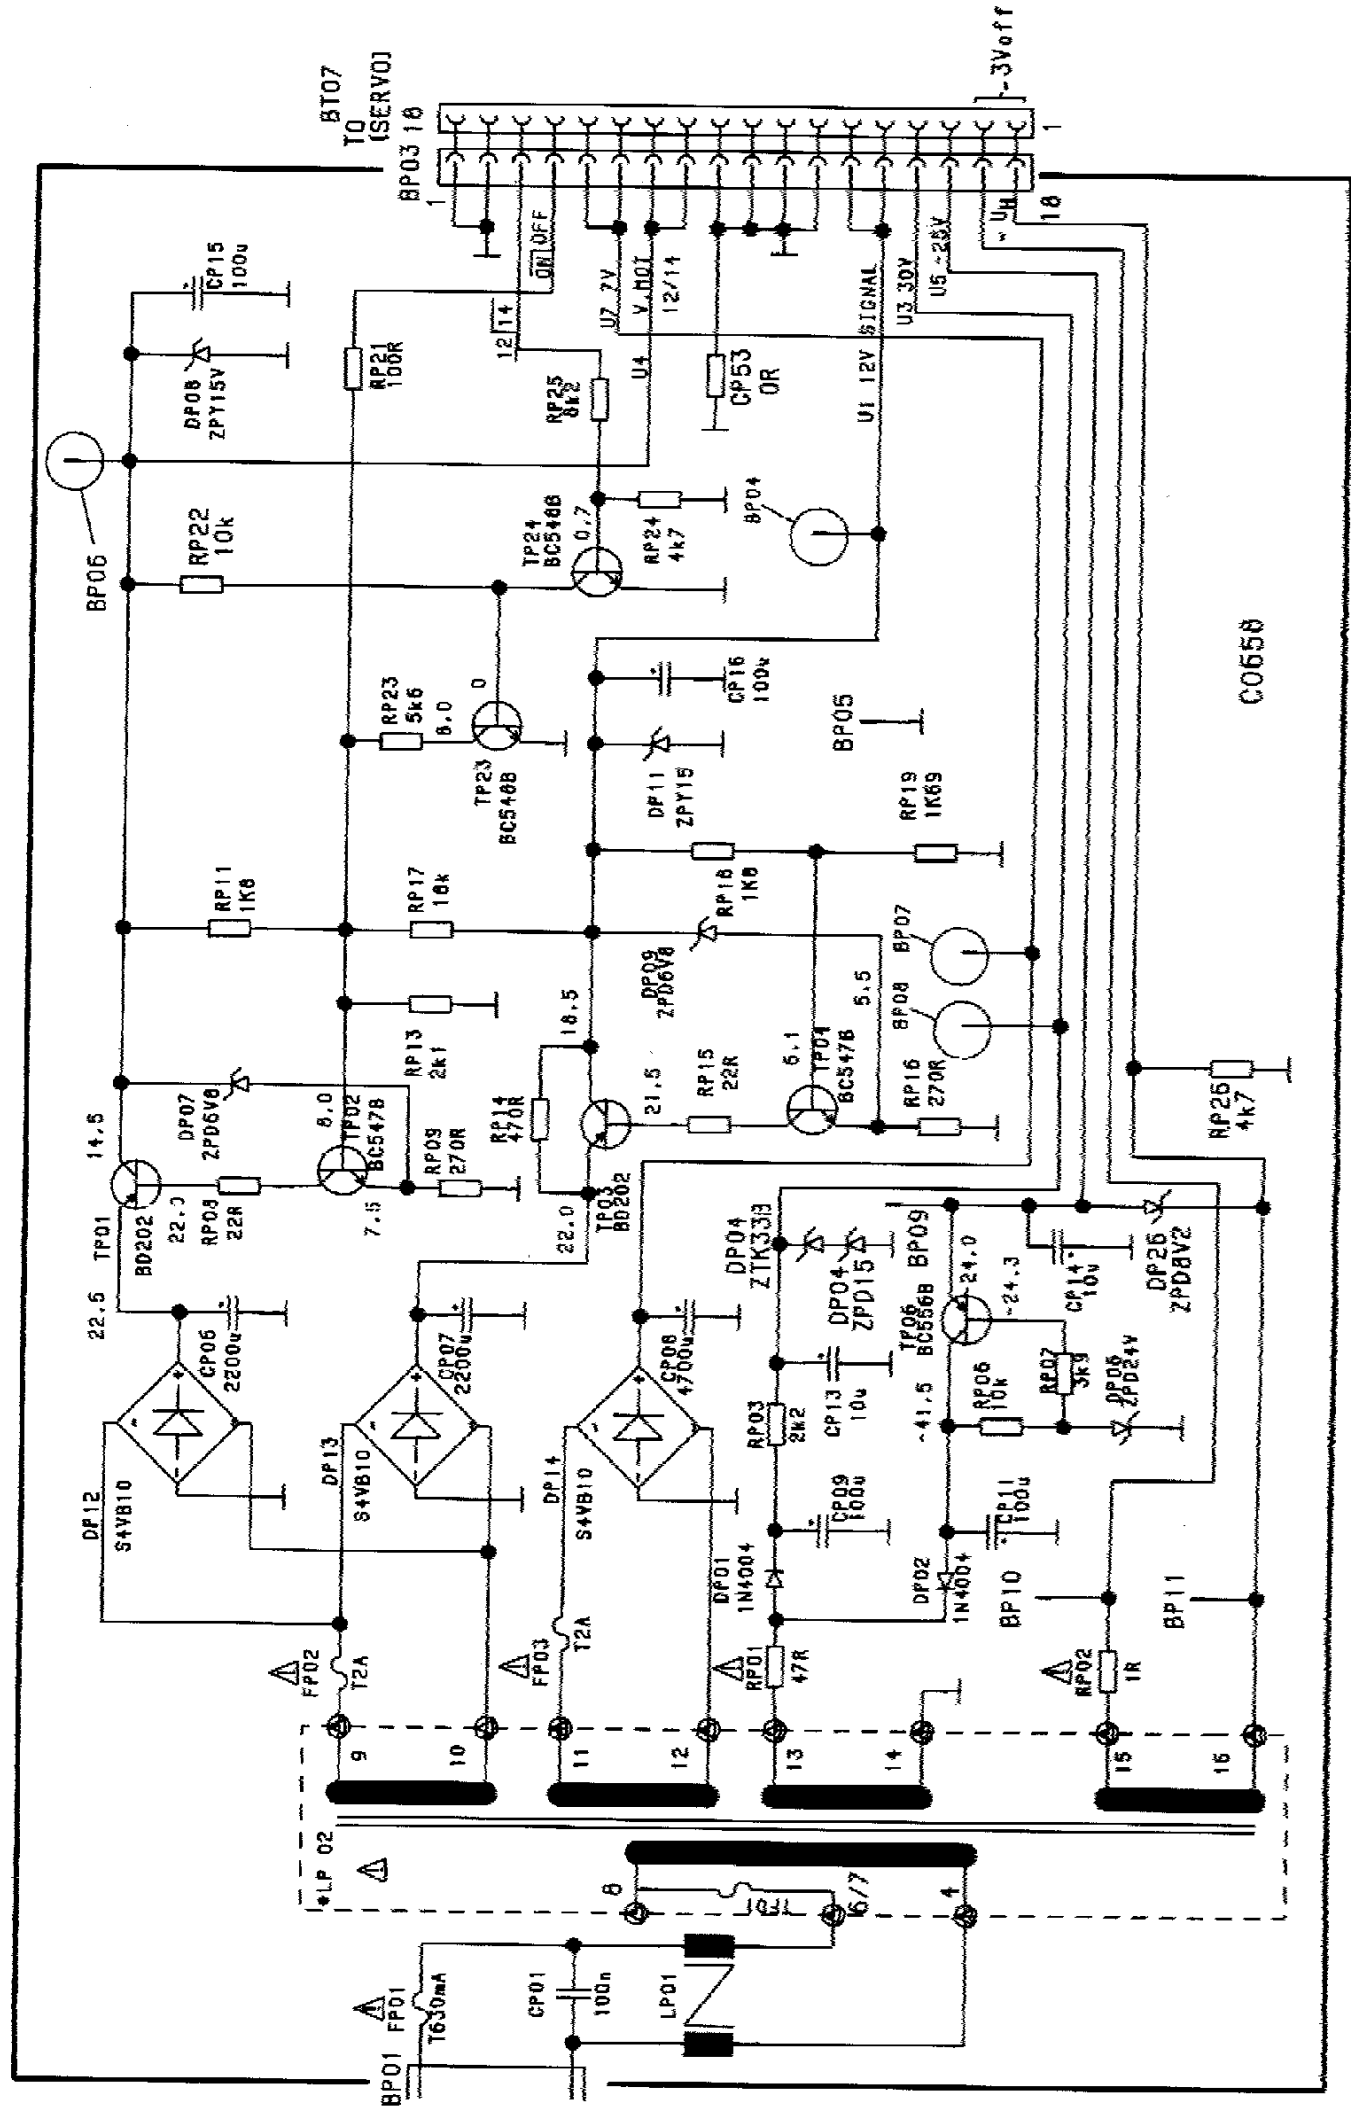 BT07
TO
(SERVO)
BP03 18
1
1
18
-3Voff
CP15
100u
DP08
ZPY15V
BP06
RP22
10k
RP21
100R
12/14
ON/OFF
U7 7V
V.MOT
12/14
U4
RP25
8k2
CP53
0R
U1 12V SIGNAL
U3 30V
U5 -25V
~UH
TP24
BC548B
0.7
RP24
4k7
BP04
RP23
5k6
8.0
0
TP23
BC548B
CP16
100u
DP11
ZPY15
BP05
RP19
1K69
C0658
RP11
1K8
RP17
18k
RP18
1K8
DP09
ZPD6V8
5.5
BP07
BP08
RP13
2k1
18.5
14.5
DP07
ZPD6V8
8.0
TP02
BC547B
RP09
270R
7.5
RP14
470R
21.5
RP15
22R
6.1
TP04
BC547B
RP16
270R
RP26
4k7
TP01
BD202
RP08
22R
22.0
TP03
BD202
DP04
ZTK33B
DP04
ZPD15
BP09
TP06
BC556B
-24.0
-24.3
CP14
10u
DP26
ZPD8V2
22.5
CP05
2200u
CP07
2200u
CP08
4700u
RP03
2k2
CP13
10u
-41.5
RP06
10k
RP07
3k9
DP06
ZPD24V
DP12
S4VB10
DP13
S4VB10
DP14
S4VB10
CP09
100u
CP11
100u
DP01
1N4004
DP02
1N4004
BP10
BP11
FP02
T2A
FP03
T2A
RP01
47R
RP02
1R
9
10
11
12
13
14
15
16
*LP 02
8
TF01
6/7
4
FP01
T630mA
CP01
100n
LP01
BP01